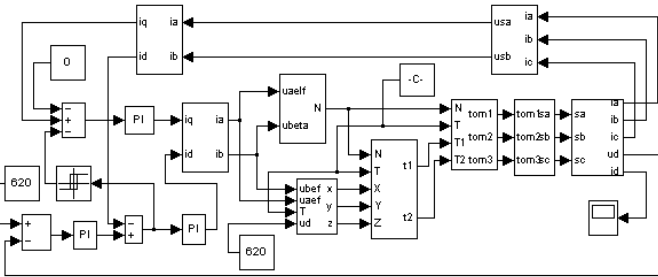 iq ia
id ib
usa ia
usb ib
ic
0
-C-
PI
iq ia
id ib
uaelf
N
ubeta
N tom1
T
T1 tom2
T2 tom3
tom1 sa
tom2 sb
tom3 sc
sa ia
ib
sb ic
ud
sc id
N t1
T
X
Y t2
Z
ubef x
uaef y
T
ud z
620
620
PI
PI